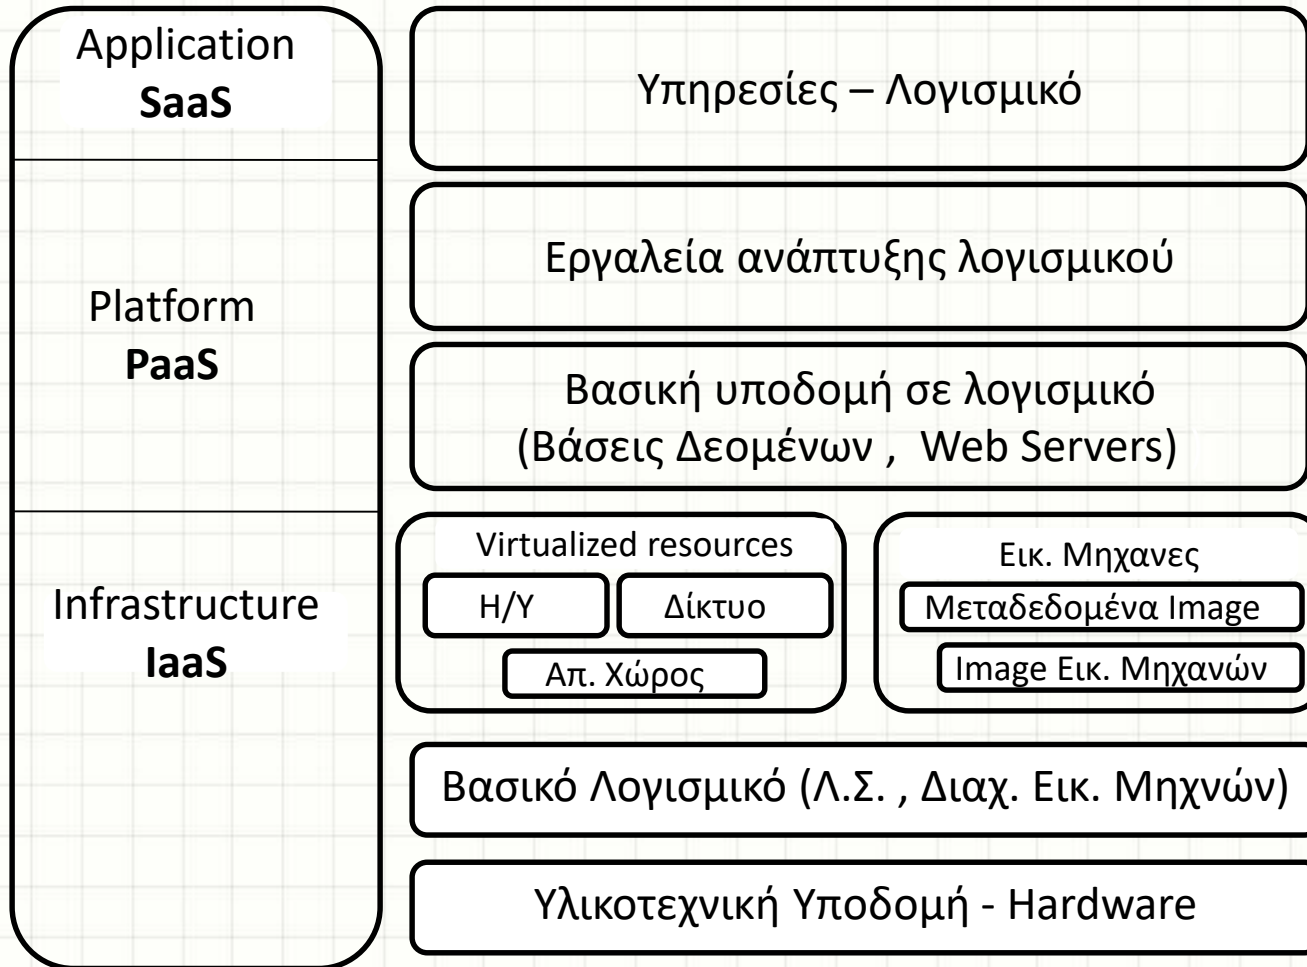 Application
SaaS
Υπηρεσίες – Λογισμικό
Εργαλεία ανάπτυξης λογισμικού
Platform
PaaS
Βασική υποδομή σε λογισμικό
(Βάσεις Δεομένων , Web Servers)
Infrastructure
IaaS
Virtualized resources
Η/Υ
Δίκτυο
Απ. Χώρος
Εικ. Μηχανες
Μεταδεδομένα Image
Image Εικ. Μηχανών
Βασικό Λογισμικό (Λ.Σ. , Διαχ. Εικ. Μηχνών)
Υλικοτεχνική Υποδομή - Hardware